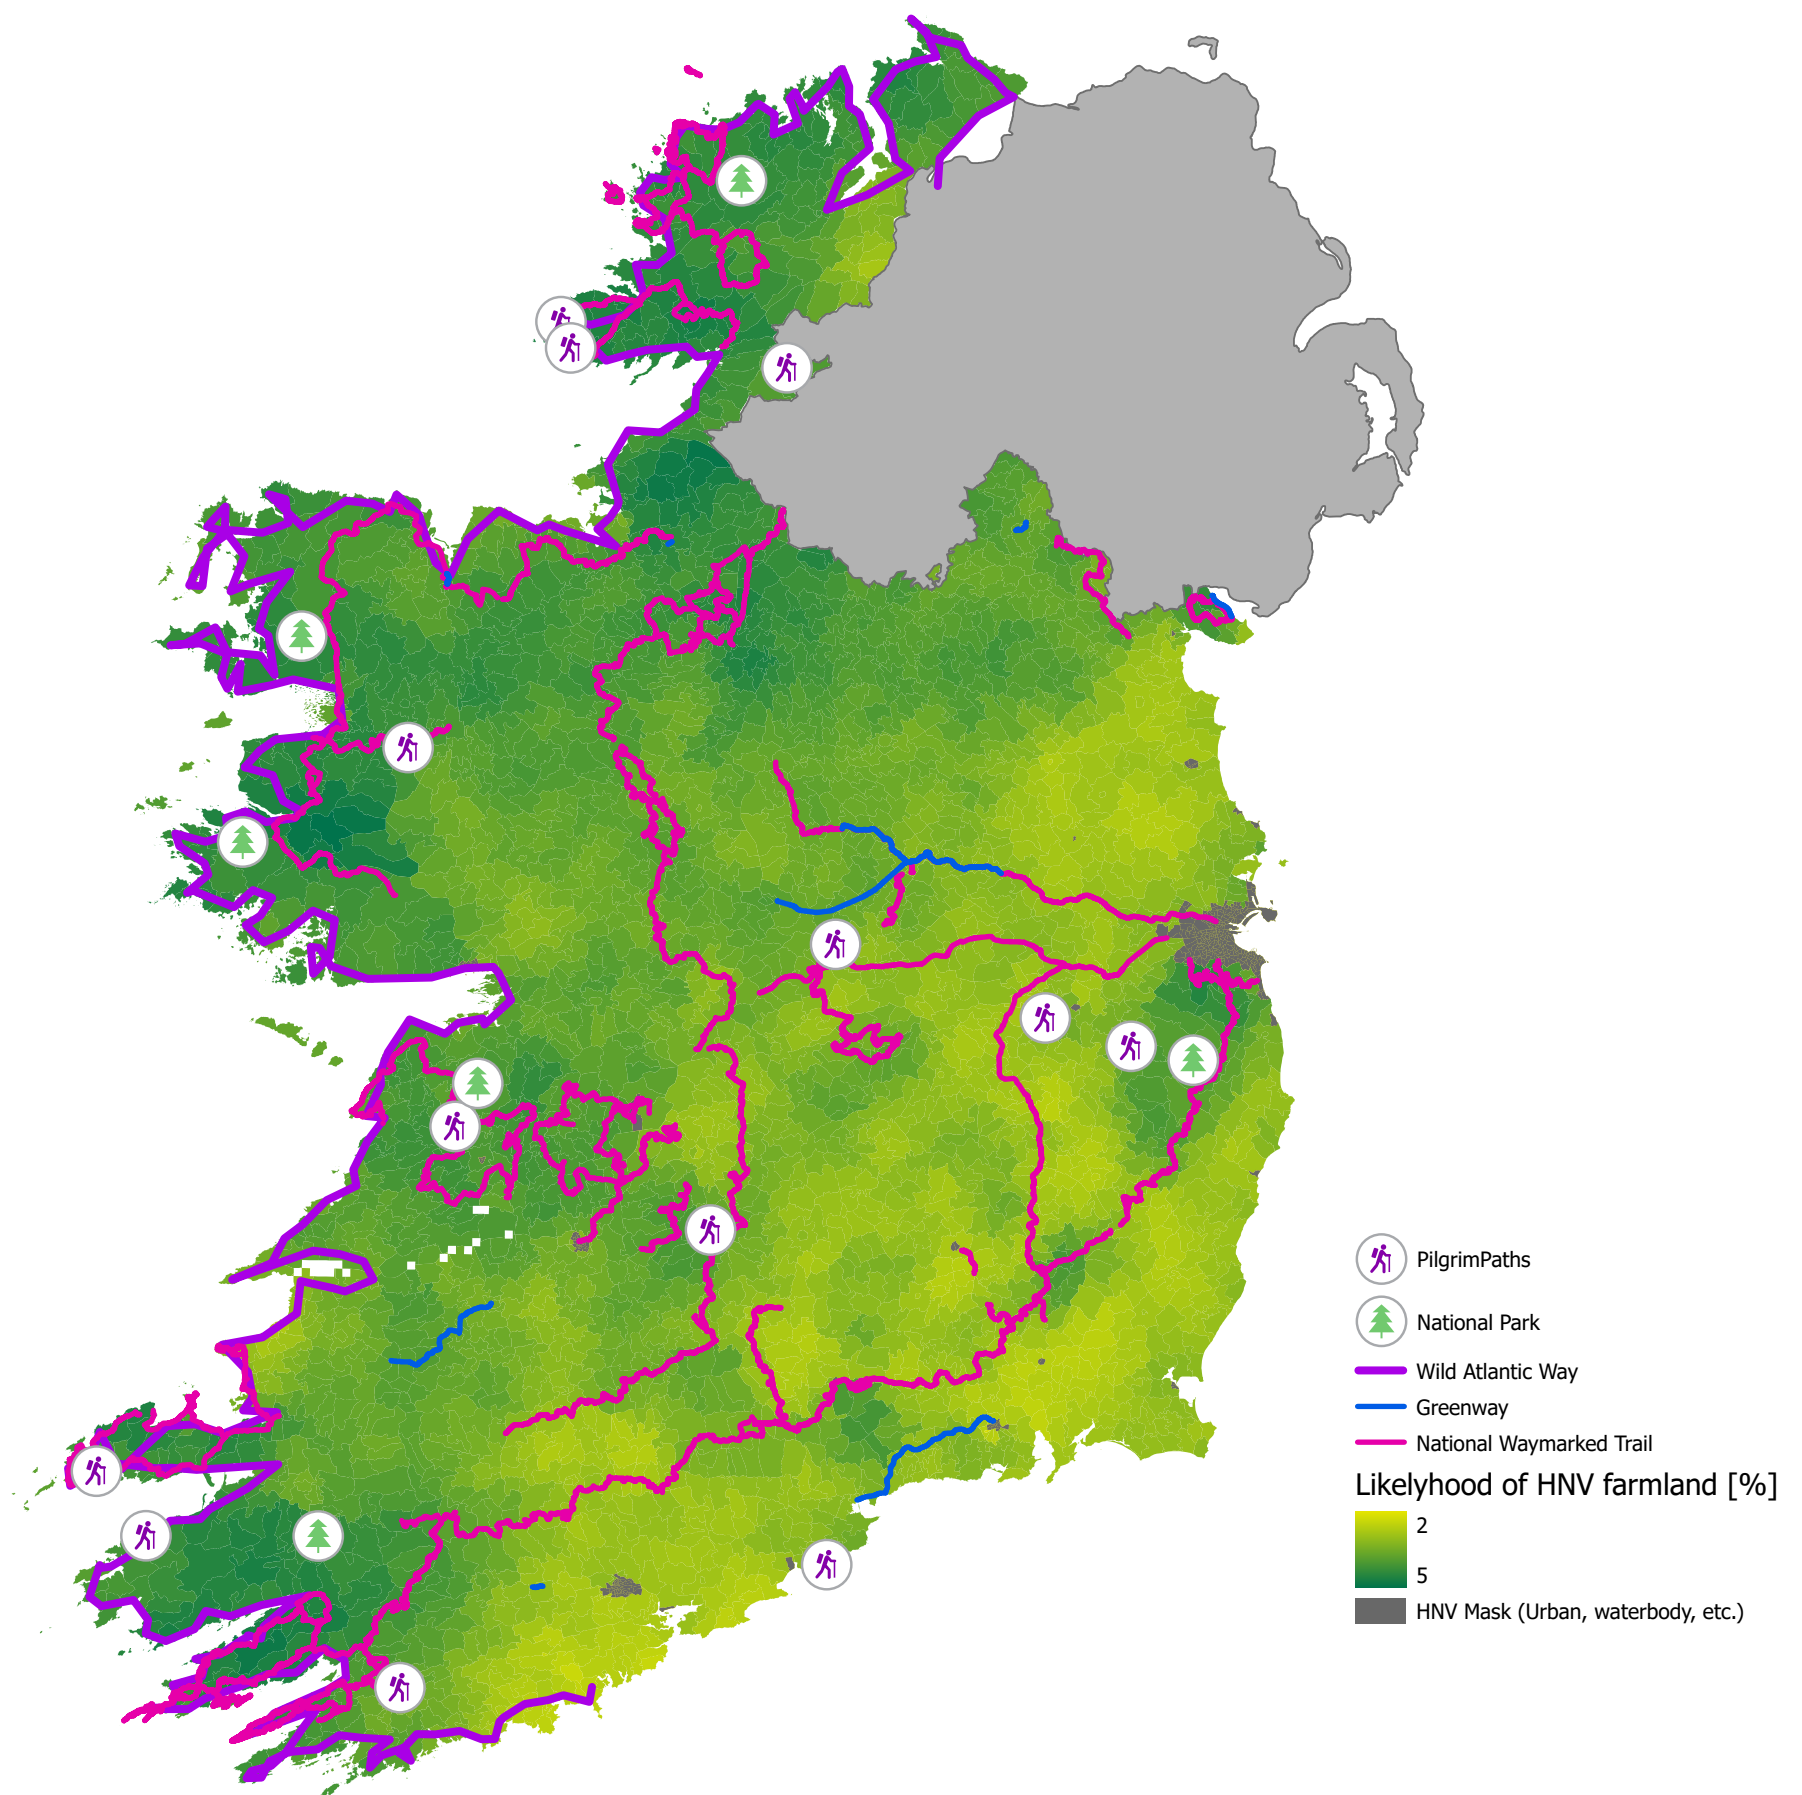 PilgrimPaths
National Park
Wild Atlantic Way
Greenway
National Waymarked Trail
Likelyhood of HNV farmland [%]
2
5
HNV Mask (Urban, waterbody, etc.)